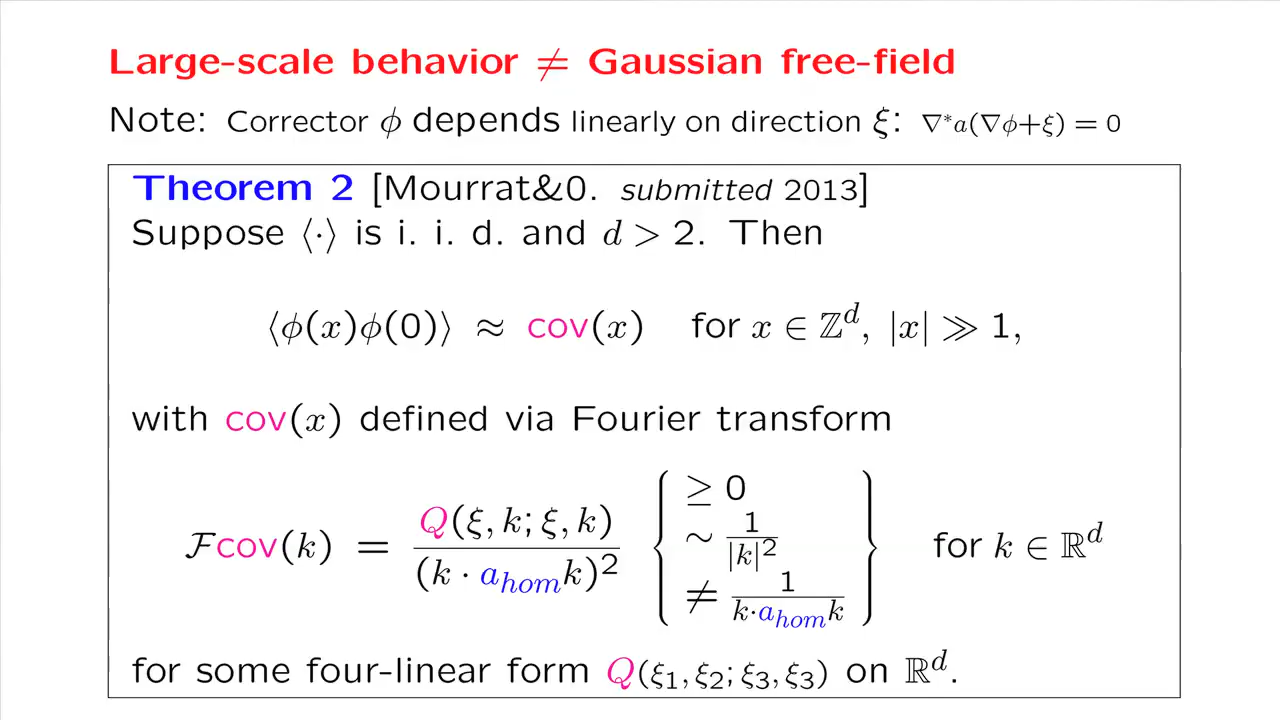 Large-scale behavior ≠ Gaussian free-field
Note: Corrector ϕ depends linearly on direction ξ: ∇*a(∇ϕ+ξ) = 0
Theorem 2 [Mourrat&0. submitted 2013]
Suppose ⟨·⟩ is i. i. d. and d > 2. Then
⟨ϕ(x)ϕ(0)⟩ ≈ cov(x) for x ∈ ℤ^d, |x| ≫ 1,
with cov(x) defined via Fourier transform
ℱcov(k) = Q(ξ, k; ξ, k) / (k · a_hom k)^2 { ≥ 0, ∼ 1/|k|^2, ≠ 1/(k·a_hom k) } for k ∈ ℝ^d
for some four-linear form Q(ξ₁, ξ₂; ξ₃, ξ₃) on ℝ^d.